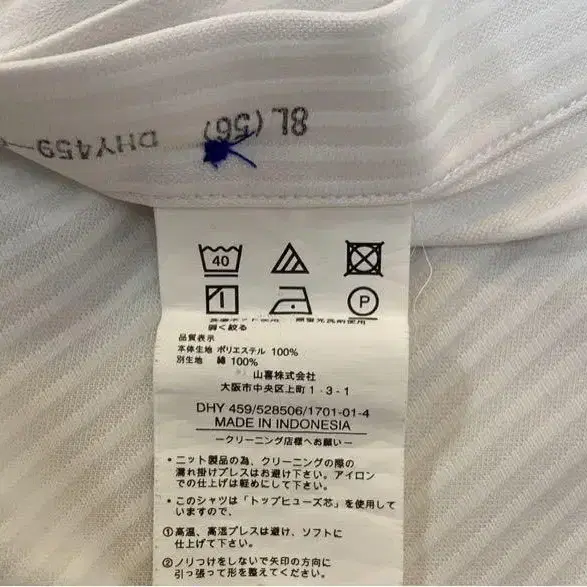 DHY459-
8L(56)
40
P
弱く絞る
品質表示
本体生地 ポリエステル 100%
別生地 綿 100%
山喜株式会社
大阪市中央区上町1-3-1
DHY 459/528506/1701-01-4
MADE IN INDONESIA
ークリーニング店様へお願いー
・ニット製品の為、クリーニングの際の
濡れ掛けプレスはお避け下さい。アイロン
での仕上げは軽めにして下さい。
・このシャツは「トップヒューズ芯」を使用して
いますので、
①高温、高湿プレスは避け、ソフトに
仕上げて下さい。
②ノリつけをしないで矢印の方向に
引っ張って形を整えてください。